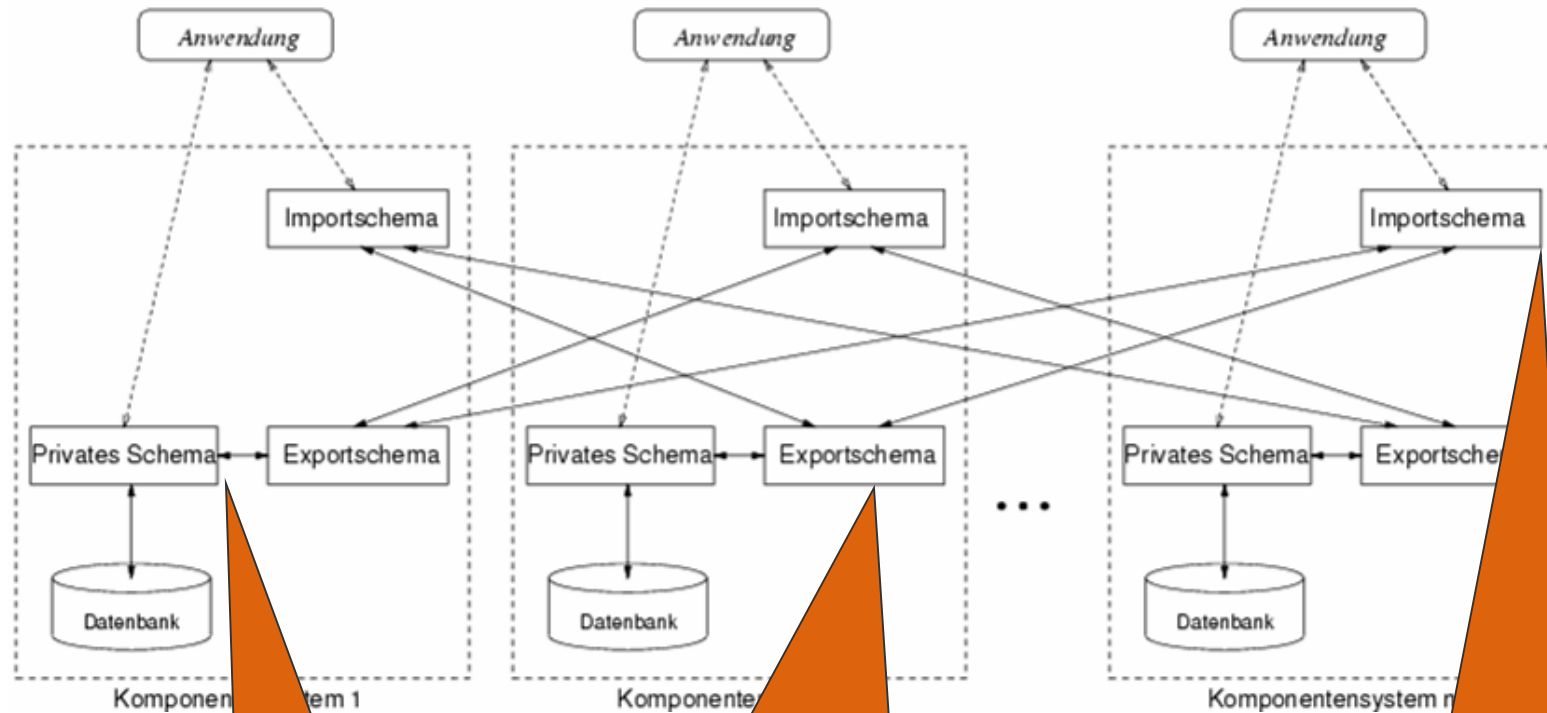 Anwendung
Anwendung
Anwendung
Importschema
Importschema
Importschema
Privates Schema
Exportschema
Privates Schema
Exportschema
Privates Schema
Datenbank
Datenbank
Datenbank
Komponentensystem n